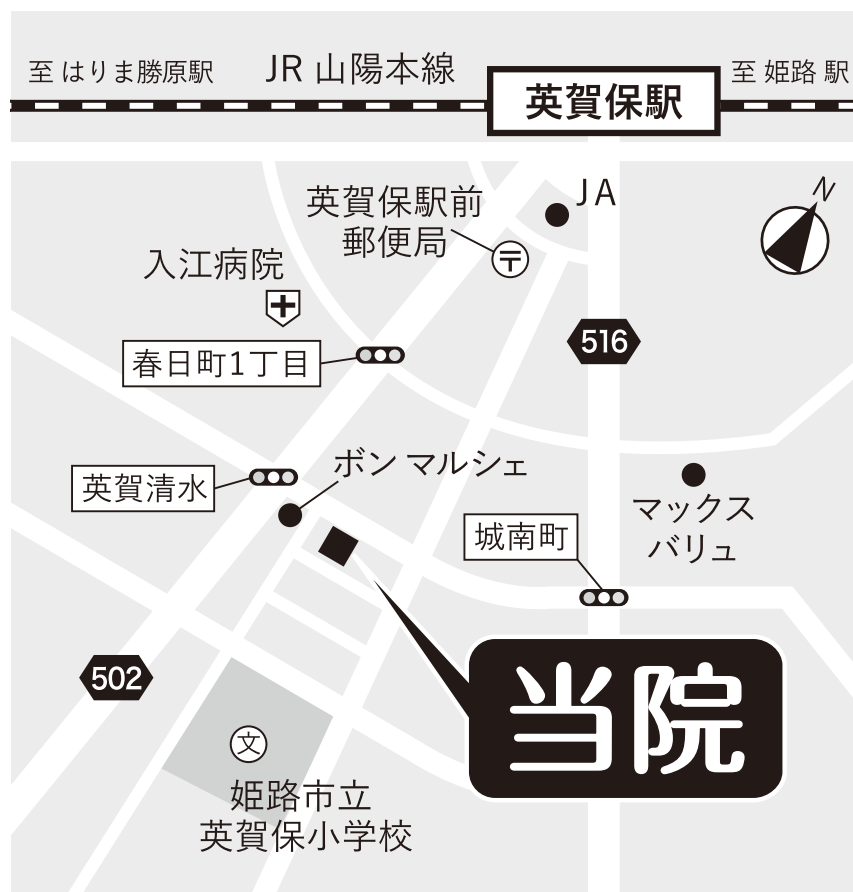 至 はりま勝原駅
JR 山陽本線
英賀保駅
至 姫路 駅
N
JA
英賀保駅前
郵便局
〒
入江病院
516
春日町1丁目
ボン マルシェ
英賀清水
マックス
バリュ
城南町
502
当院
文
姫路市立
英賀保小学校